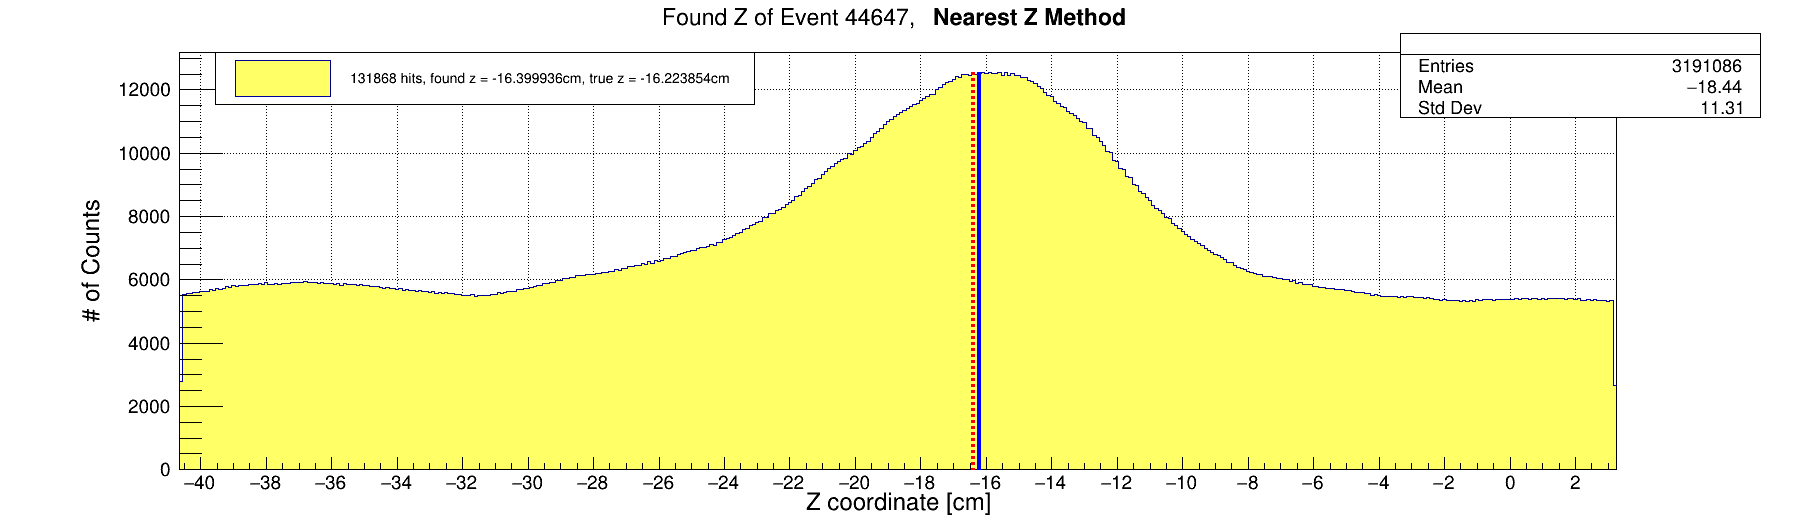 Found Z of Event 44647, Nearest Z Method
131868 hits, found z = -16.399936cm, true z = -16.223854cm
Entries 3191086
Mean −18.44
Std Dev 11.31
# of Counts
12000
10000
8000
6000
4000
2000
0
−40 −38 −36 −34 −32 −30 −28 −26 −24 −22 −20 −18 −16 −14 −12 −10 −8 −6 −4 −2 0 2
Z coordinate [cm]